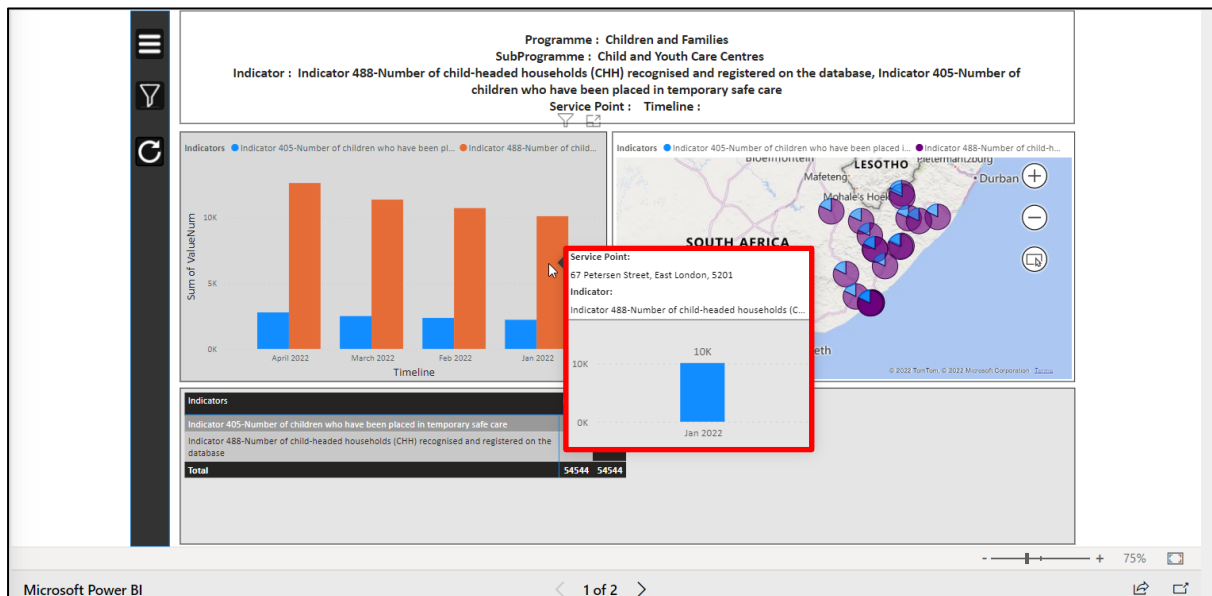 Programme : Children and Families
SubProgramme : Child and Youth Care Centres
Indicator : Indicator 488-Number of child-headed households (CHH) recognised and registered on the database, Indicator 405-Number of
children who have been placed in temporary safe care
Service Point : Timeline :
Indicators Indicator 405-Number of children who have been pl... Indicator 488-Number of child...
Sum of ValueNum
10K
5K
0K
April 2022 March 2022 Feb 2022 Jan 2022
Timeline
Indicators Indicator 405-Number of children who have been placed i... Indicator 488-Number of child-h...
LESOTHO
Mafeteng
Durban
Mohale's Hoek
SOUTH AFRICA
eth
© 2022 TomTom, © 2022 Microsoft Corporation Terms
Service Point:
67 Petersen Street, East London, 5201
Indicator:
Indicator 488-Number of child-headed households (C...
10K
10K
0K
Jan 2022
Indicators
Indicator 405-Number of children who have been placed in temporary safe care
Indicator 488-Number of child-headed households (CHH) recognised and registered on the
database
Total 54544 54544
75%
Microsoft Power BI
1 of 2